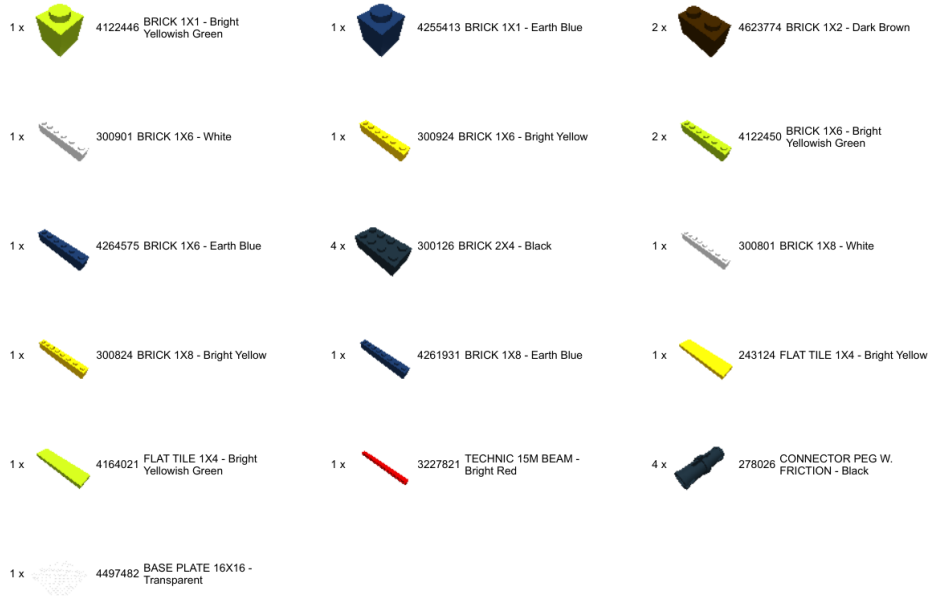 1 x 4122446 BRICK 1X1 - Bright
Yellowish Green
1 x 4255413 BRICK 1X1 - Earth Blue
2 x 4623774 BRICK 1X2 - Dark Brown
1 x 300901 BRICK 1X6 - White
1 x 300924 BRICK 1X6 - Bright Yellow
2 x 4122450 BRICK 1X6 - Bright
Yellowish Green
1 x 4264575 BRICK 1X6 - Earth Blue
4 x 300126 BRICK 2X4 - Black
1 x 300801 BRICK 1X8 - White
1 x 300824 BRICK 1X8 - Bright Yellow
1 x 4261931 BRICK 1X8 - Earth Blue
1 x 243124 FLAT TILE 1X4 - Bright Yellow
1 x 4164021 FLAT TILE 1X4 - Bright
Yellowish Green
1 x 3227821 TECHNIC 15M BEAM -
Bright Red
4 x 278026 CONNECTOR PEG W.
FRICTION - Black
1 x 4497482 BASE PLATE 16X16 -
Transparent